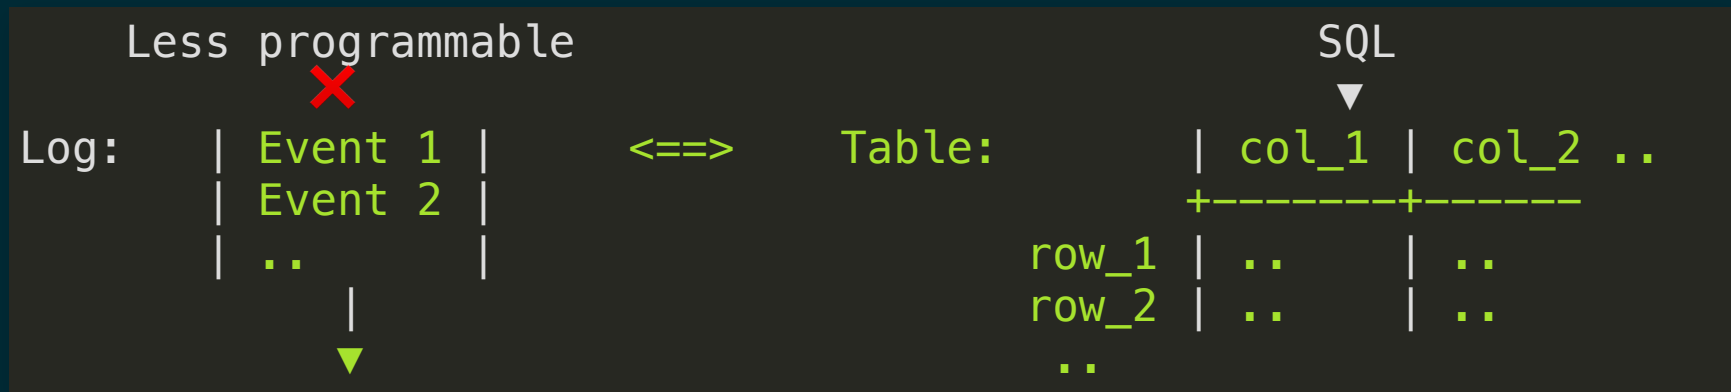 Less programmable SQL
❌ ▼
Log: | Event 1 | <==> Table: | col_1 | col_2 ..
| Event 2 | +-------+------
| .. | row_1 | .. | ..
| row_2 | .. | ..
▼ ..